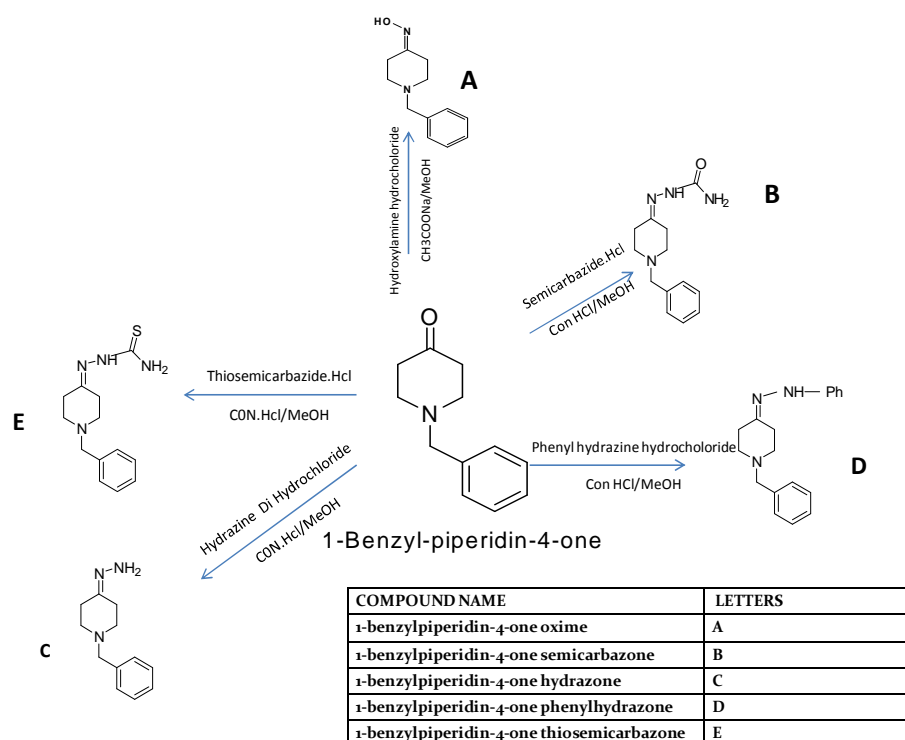 HO
N
N
A
Hydroxylamine hydrocholoride
CH3COONa/MeOH
O
N
NH
NH2
N
B
Semicarbazide.Hcl
Con HCl/MeOH
O
N
S
N
NH
NH2
N
E
Thiosemicarbazide.Hcl
C0N.Hcl/MeOH
N
NH
Ph
N
D
Phenyl hydrazine hydrocholoride
Con HCl/MeOH
Hydrazine Di Hydrochloride
C0N.Hcl/MeOH
1-Benzyl-piperidin-4-one
N
NH2
N
C
COMPOUND NAME LETTERS
1-benzylpiperidin-4-one oxime A
1-benzylpiperidin-4-one semicarbazone B
1-benzylpiperidin-4-one hydrazone C
1-benzylpiperidin-4-one phenylhydrazone D
1-benzylpiperidin-4-one thiosemicarbazone E